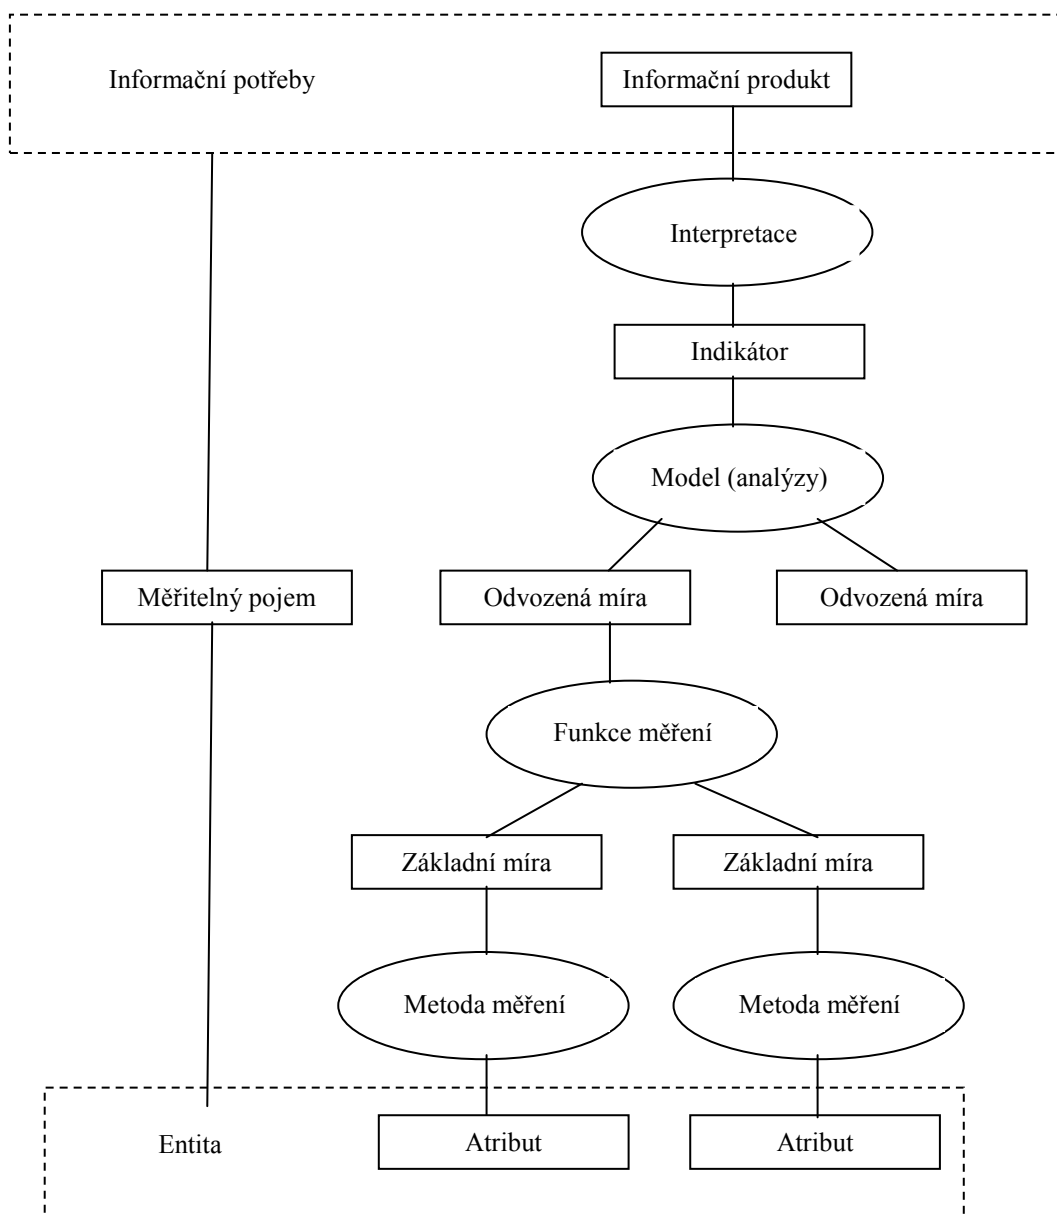 Informační potřeby
Informační produkt
Interpretace
Indikátor
Model (analýzy)
Měřitelný pojem
Odvozená míra
Odvozená míra
Funkce měření
Základní míra
Základní míra
Metoda měření
Metoda měření
Entita
Atribut
Atribut